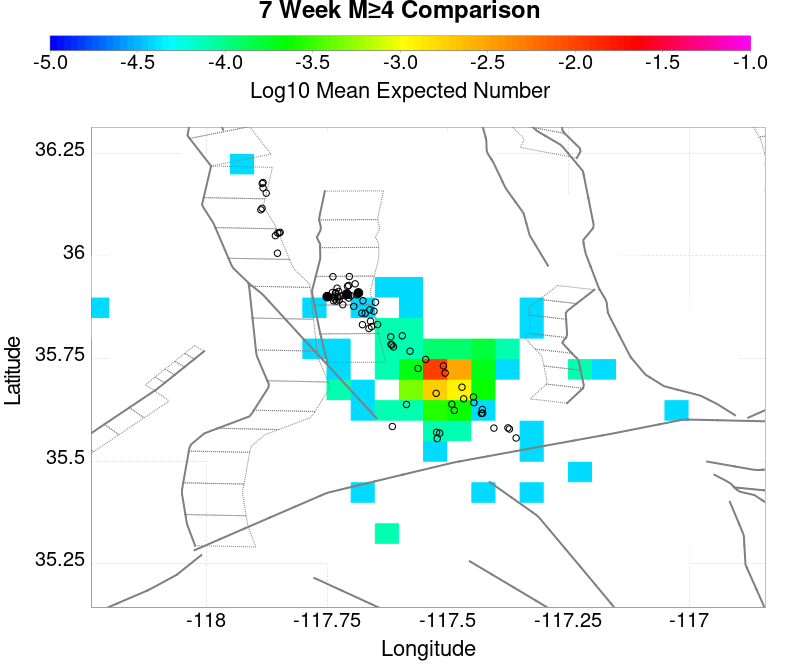 7 Week M≥4 Comparison
-5.0 -4.5 -4.0 -3.5 -3.0 -2.5 -2.0 -1.5 -1.0
Log10 Mean Expected Number
36.25
36
35.75
35.5
35.25
Latitude
-118 -117.75 -117.5 -117.25 -117
Longitude